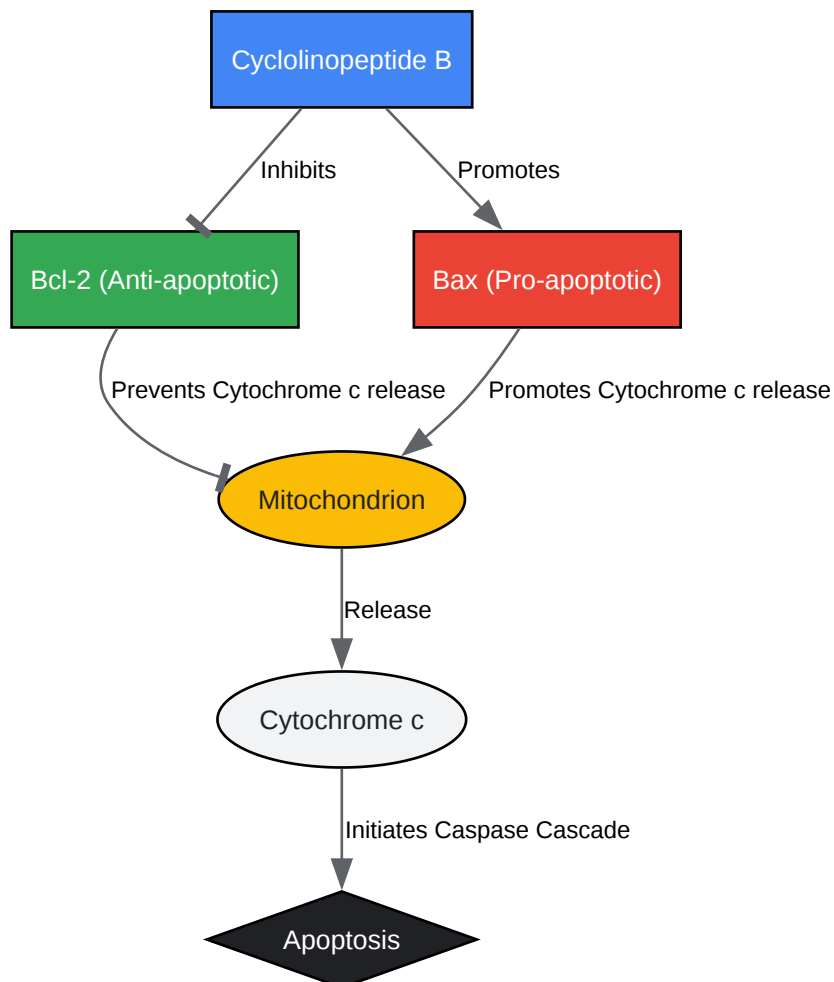 Cyclolinopeptide B
Inhibits
Promotes
Bcl-2 (Anti-apoptotic)
Bax (Pro-apoptotic)
Prevents Cytochrome c release
Promotes Cytochrome c release
Mitochondrion
Release
Cytochrome c
Initiates Caspase Cascade
Apoptosis